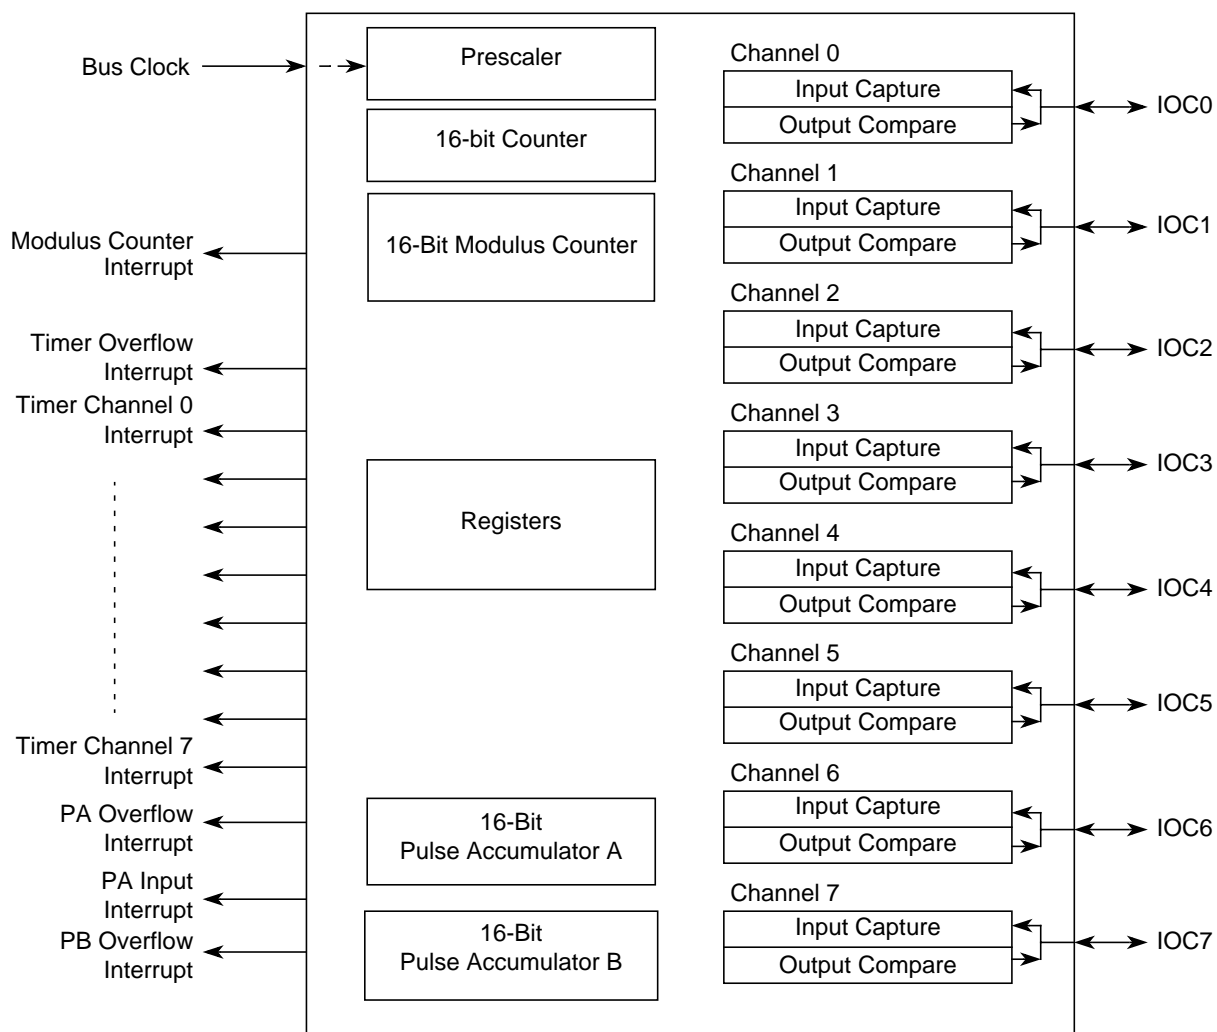 Bus Clock
Modulus Counter
Interrupt
Timer Overflow
Interrupt
Timer Channel 0
Interrupt
Timer Channel 7
Interrupt
PA Overflow
Interrupt
PA Input
Interrupt
PB Overflow
Interrupt
Prescaler
16-bit Counter
16-Bit Modulus Counter
Registers
16-Bit
Pulse Accumulator A
16-Bit
Pulse Accumulator B
Channel 0
Input Capture
Output Compare
IOC0
Channel 1
Input Capture
Output Compare
IOC1
Channel 2
Input Capture
Output Compare
IOC2
Channel 3
Input Capture
Output Compare
IOC3
Channel 4
Input Capture
Output Compare
IOC4
Channel 5
Input Capture
Output Compare
IOC5
Channel 6
Input Capture
Output Compare
IOC6
Channel 7
Input Capture
Output Compare
IOC7